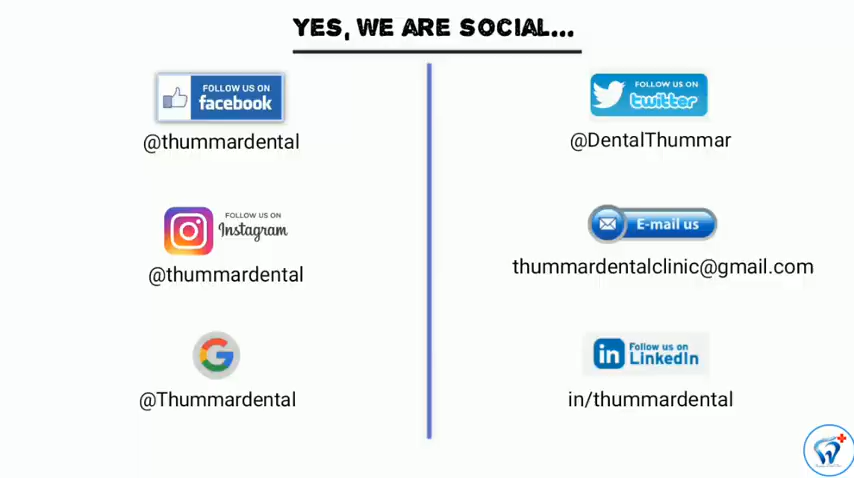 YES, WE ARE SOCIAL...
FOLLOW US ON
facebook
@thummardental
FOLLOW US ON
Instagram
@thummardental
@Thummardental
FOLLOW US ON
twitter
@DentalThummar
E-mail us
thummardentalclinic@gmail.com
in
Follow us on
LinkedIn
in/thummardental